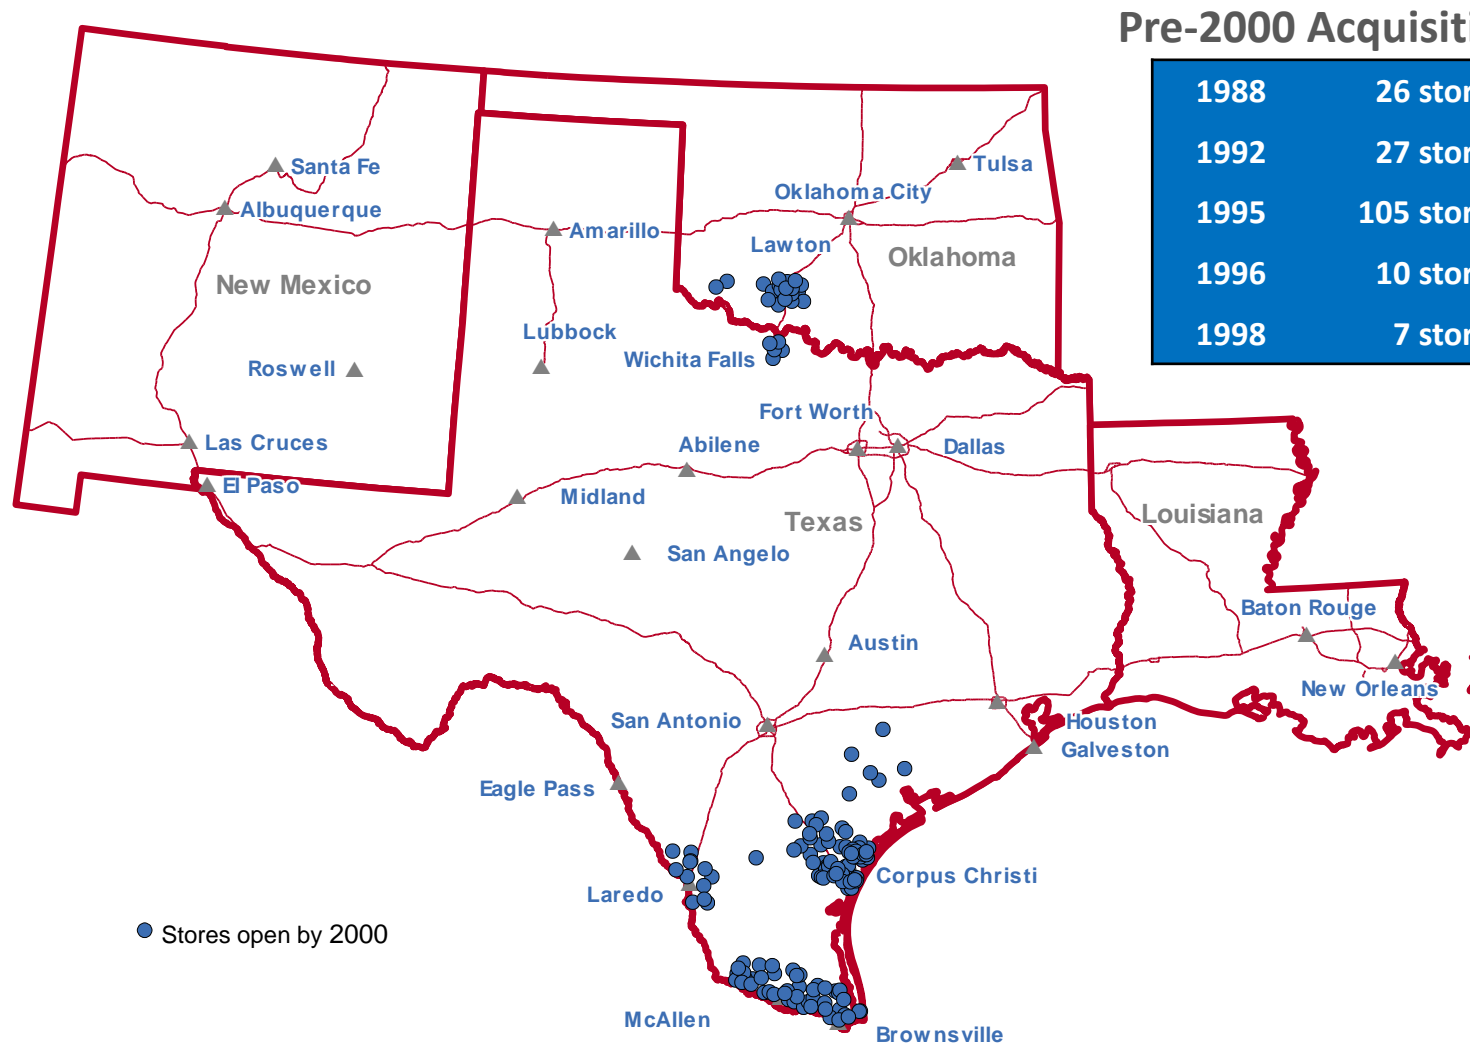 Pre-2000 Acquisiti
1988 26 stor
1992 27 stor
1995 105 stor
1996 10 stor
1998 7 stor
Santa Fe
Tulsa
Oklahoma City
Albuquerque
Amarillo
Lawton
Oklahoma
New Mexico
Lubbock
Wichita Falls
Roswell
Fort Worth
Las Cruces
Abilene
Dallas
El Paso
Midland
Texas
Louisiana
San Angelo
Baton Rouge
Austin
New Orleans
San Antonio
Houston
Galveston
Eagle Pass
Corpus Christi
Laredo
Stores open by 2000
McAllen
Brownsville